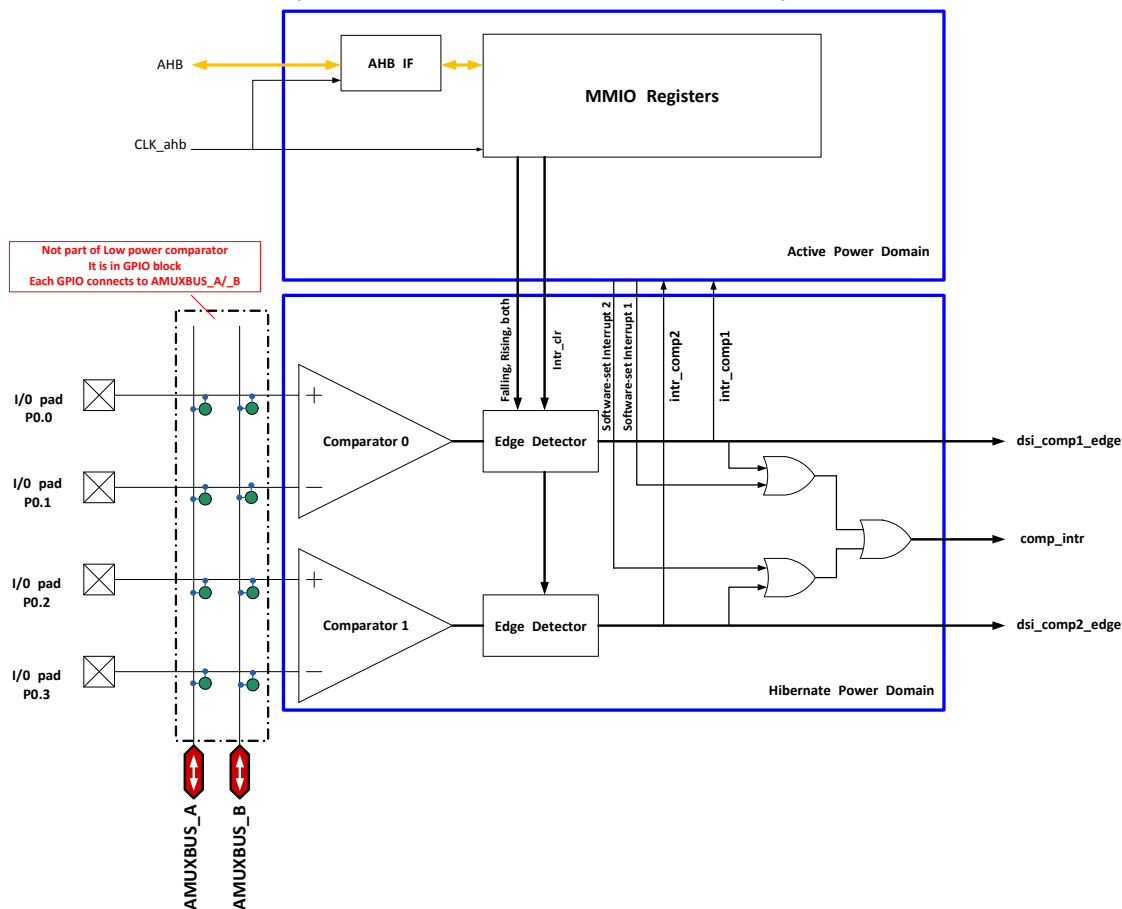 AHB
AHB IF
MMIO Registers
CLK_ahb
Active Power Domain
Not part of Low power comparator
It is in GPIO block
Each GPIO connects to AMUXBUS_A/_B
Falling, Rising, both
Intr_clr
Software-set Interrupt 2
Software-set Interrupt 1
intr_comp2
intr_comp1
I/0 pad
P0.0
+
Comparator 0
Edge Detector
dsi_comp1_edge
I/0 pad
P0.1
−
comp_intr
I/0 pad
P0.2
+
Comparator 1
Edge Detector
dsi_comp2_edge
I/0 pad
P0.3
−
Hibernate Power Domain
AMUXBUS_A
AMUXBUS_B